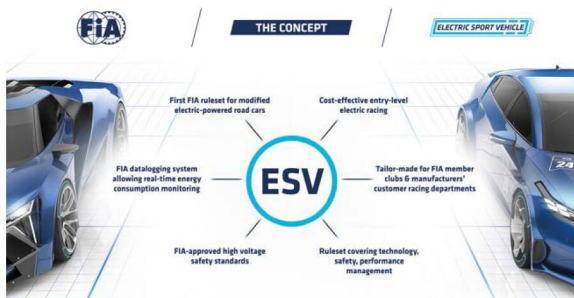 FiA
THE CONCEPT
ELECTRIC SPORT VEHICLE
First FIA ruleset for modified
electric-powered road cars
Cost-effective entry-level
electric racing
FIA datalogging system
allowing real-time energy
consumption monitoring
ESV
Tailor-made for FIA member
clubs & manufacturers'
customer racing departments
FIA-approved high voltage
safety standards
Ruleset covering technology,
safety, performance
management
24